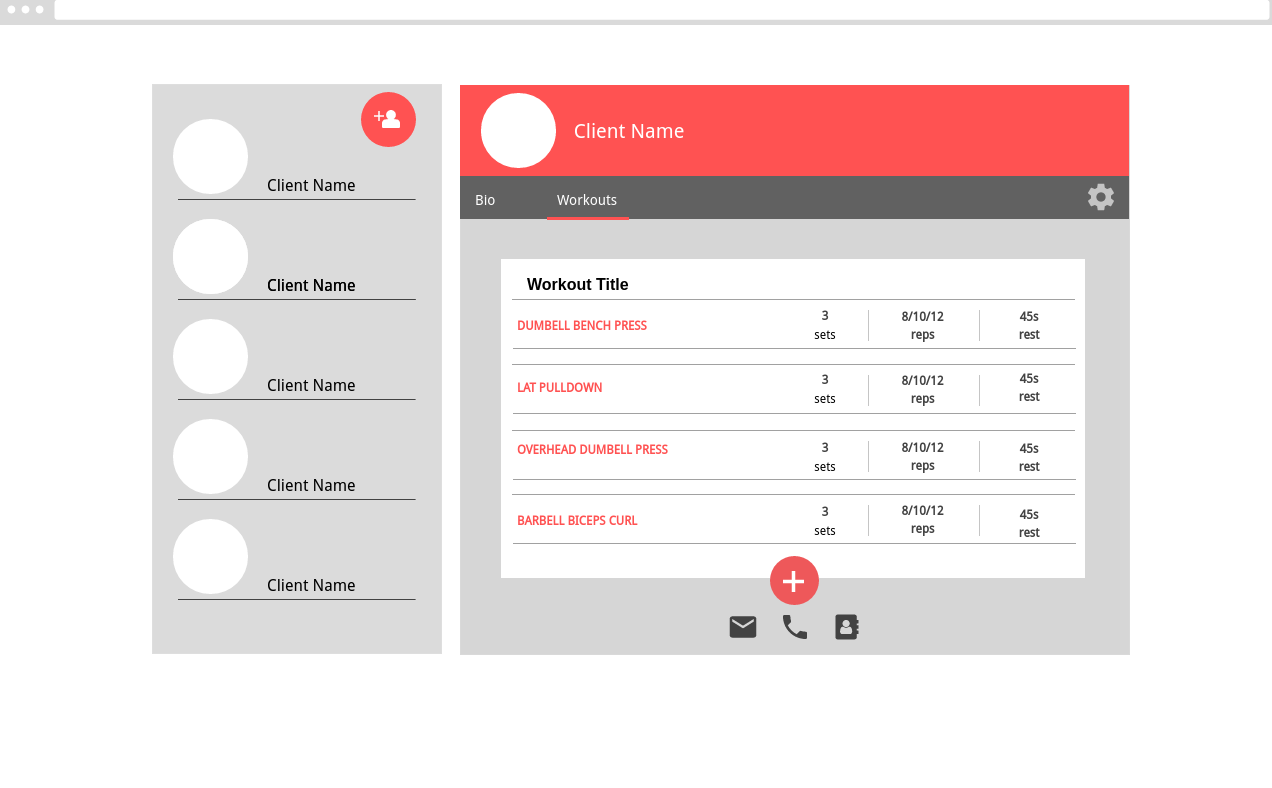 Client Name
Client Name
Client Name
Client Name
Client Name
Client Name
Bio
Workouts
Workout Title
DUMBELL BENCH PRESS
3
sets
8/10/12
reps
45s
rest
LAT PULLDOWN
3
sets
8/10/12
reps
45s
rest
OVERHEAD DUMBELL PRESS
3
sets
8/10/12
reps
45s
rest
BARBELL BICEPS CURL
3
sets
8/10/12
reps
45s
rest